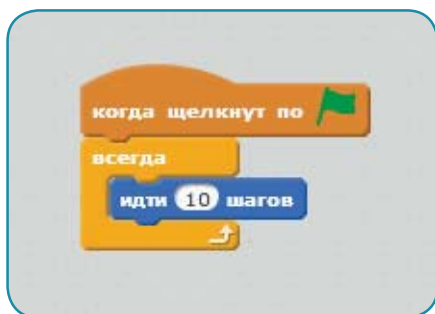 когда щелкнут по
всегда
идти 10 шагов